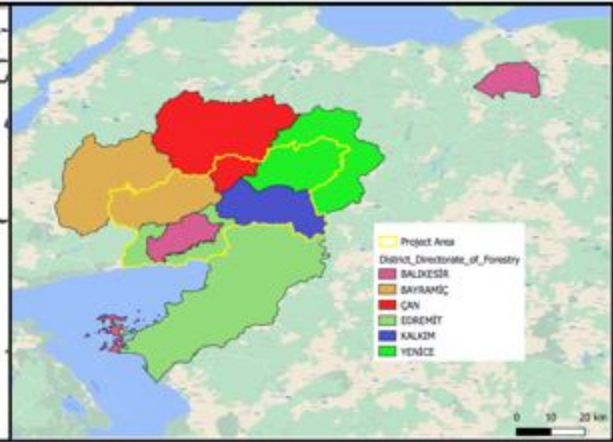 Project Area
District_Directorate_of_Forestry
BALIKESİR
BAYRAMİÇ
ÇAN
EDREMİT
KALKIM
YENİCE
0 10 20 km